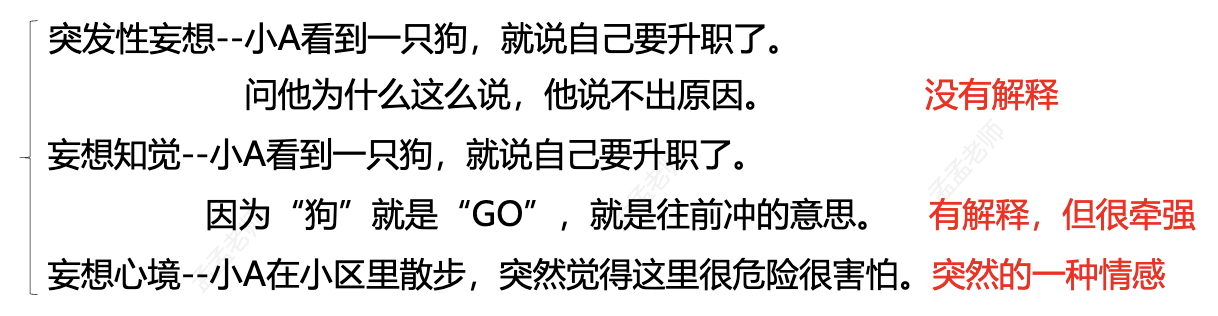 突发性妄想--小A看到一只狗，就说自己要升职了。
问他为什么这么说，他说不出原因。 没有解释
妄想知觉--小A看到一只狗，就说自己要升职了。
因为“狗”就是“GO”，就是往前冲的意思。 有解释，但很牵强
妄想心境--小A在小区里散步，突然觉得这里很危险很害怕。突然的一种情感
孟孟老师